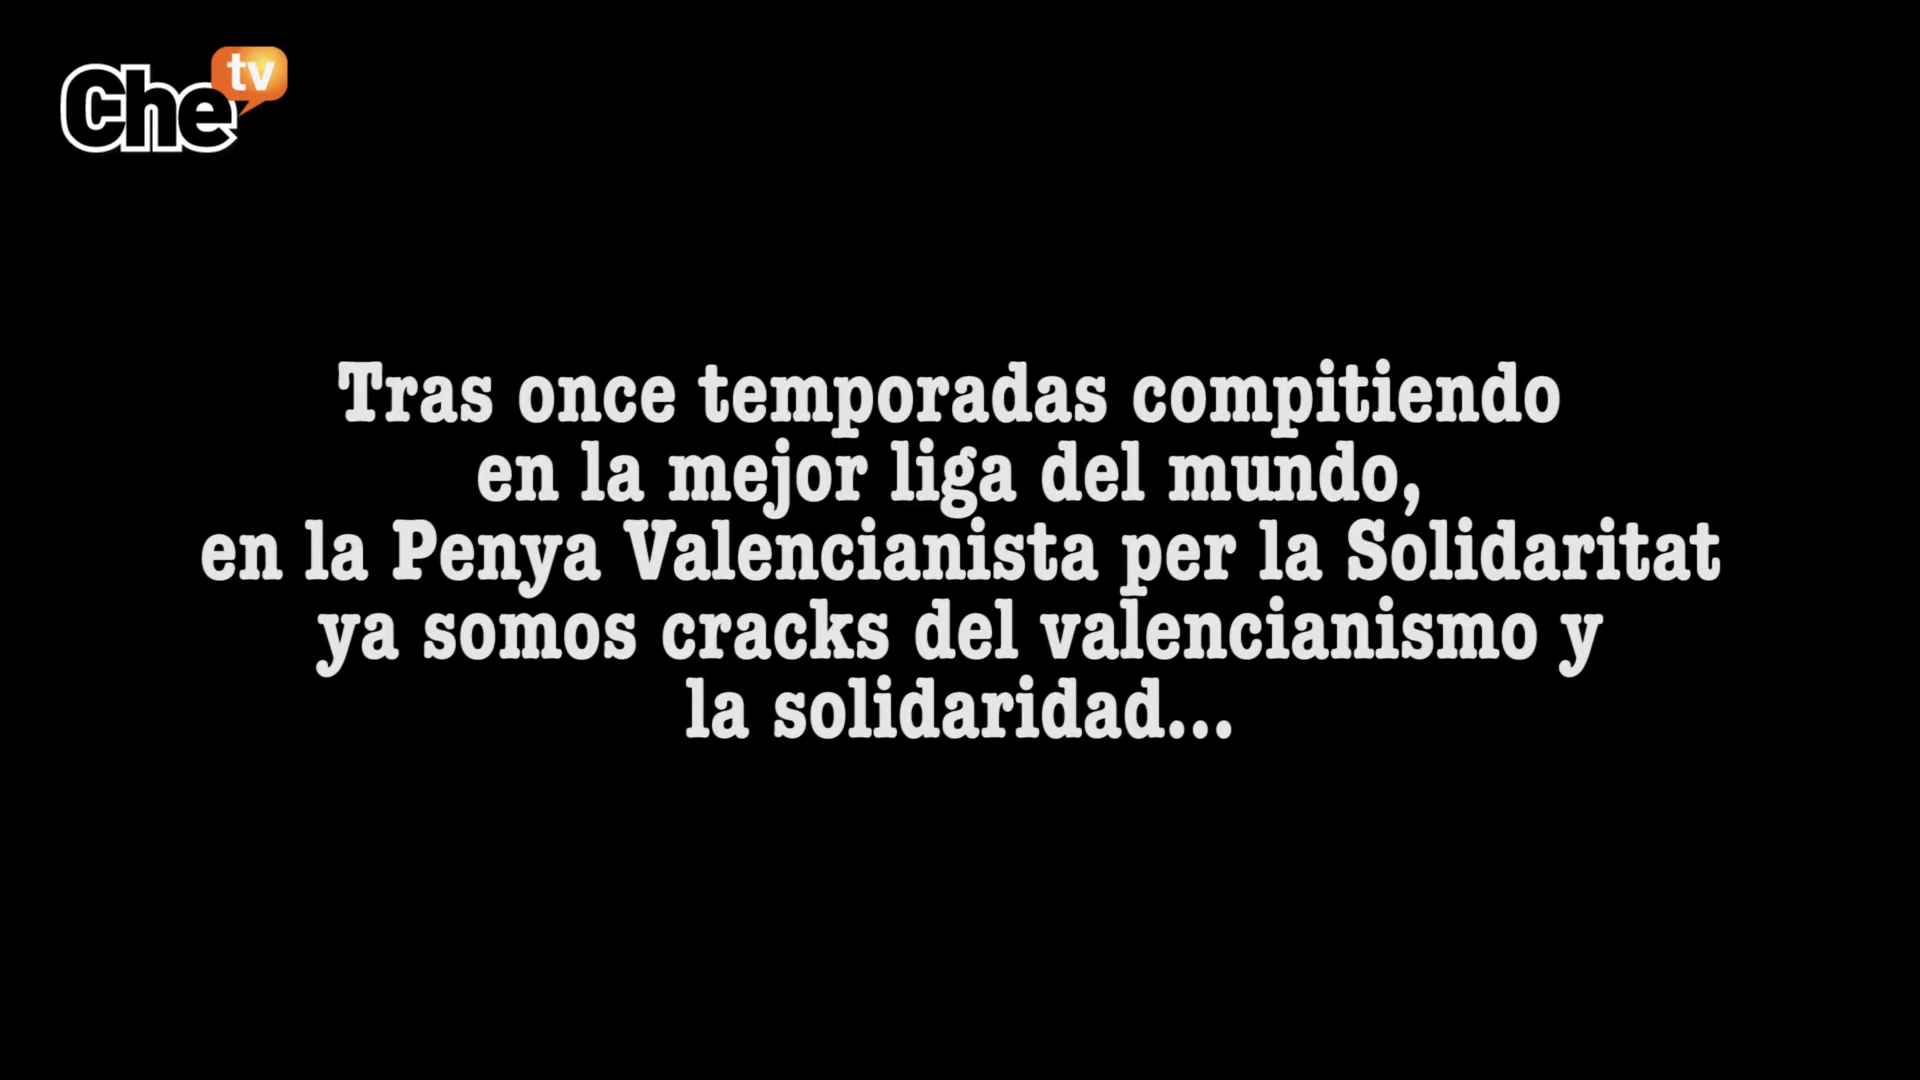 Che tv
Tras once temporadas compitiendo
en la mejor liga del mundo,
en la Penya Valencianista per la Solidaritat
ya somos cracks del valencianismo y
la solidaridad...